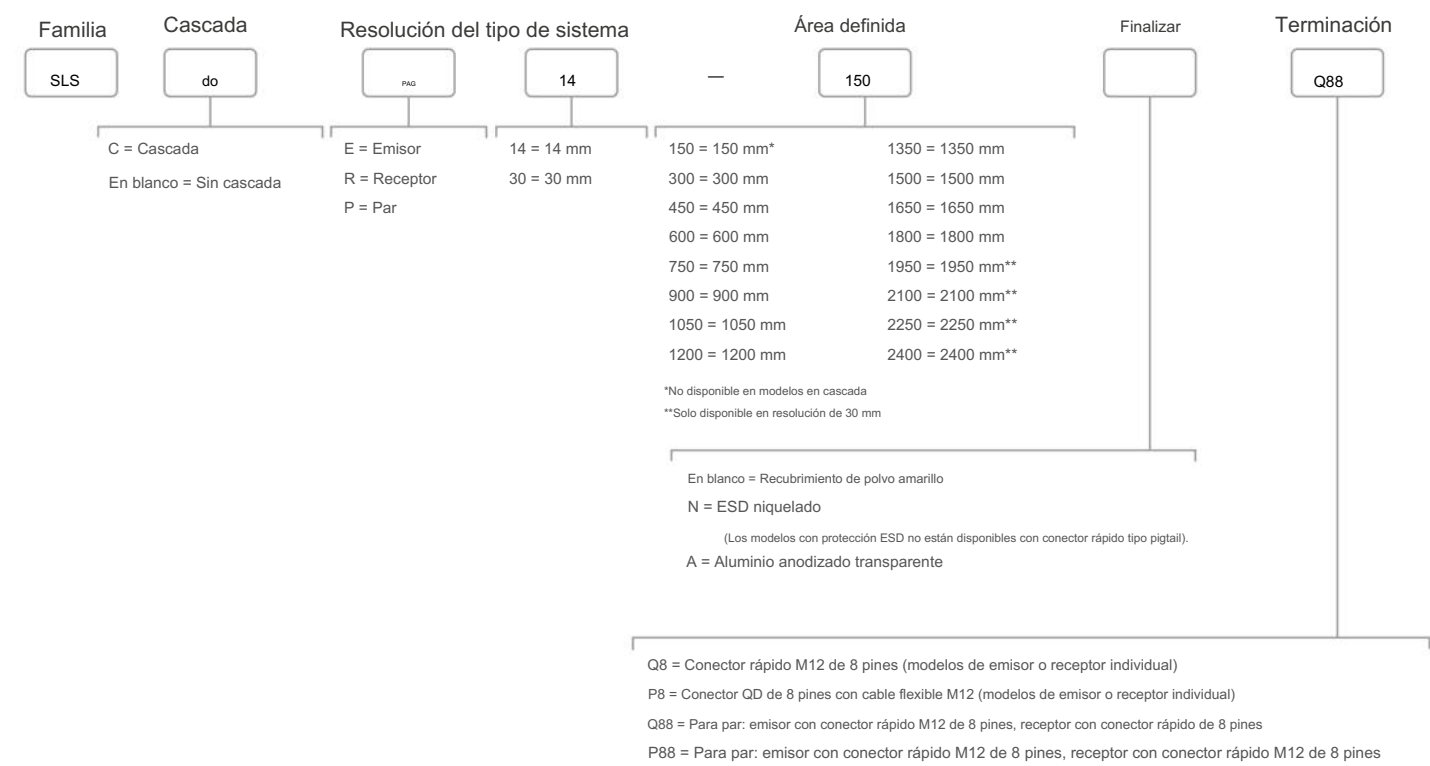 Familia
Cascada
Resolución del tipo de sistema
Área definida
Finalizar
Terminación
SLS
do
PAG
14
—
150
Q88
C = Cascada
En blanco = Sin cascada
E = Emisor
R = Receptor
P = Par
14 = 14 mm
30 = 30 mm
150 = 150 mm*
300 = 300 mm
450 = 450 mm
600 = 600 mm
750 = 750 mm
900 = 900 mm
1050 = 1050 mm
1200 = 1200 mm
1350 = 1350 mm
1500 = 1500 mm
1650 = 1650 mm
1800 = 1800 mm
1950 = 1950 mm**
2100 = 2100 mm**
2250 = 2250 mm**
2400 = 2400 mm**
*No disponible en modelos en cascada
**Solo disponible en resolución de 30 mm
En blanco = Recubrimiento de polvo amarillo
N = ESD niquelado
(Los modelos con protección ESD no están disponibles con conector rápido tipo pigtail).
A = Aluminio anodizado transparente
Q8 = Conector rápido M12 de 8 pines (modelos de emisor o receptor individual)
P8 = Conector QD de 8 pines con cable flexible M12 (modelos de emisor o receptor individual)
Q88 = Para par: emisor con conector rápido M12 de 8 pines, receptor con conector rápido de 8 pines
P88 = Para par: emisor con conector rápido M12 de 8 pines, receptor con conector rápido M12 de 8 pines